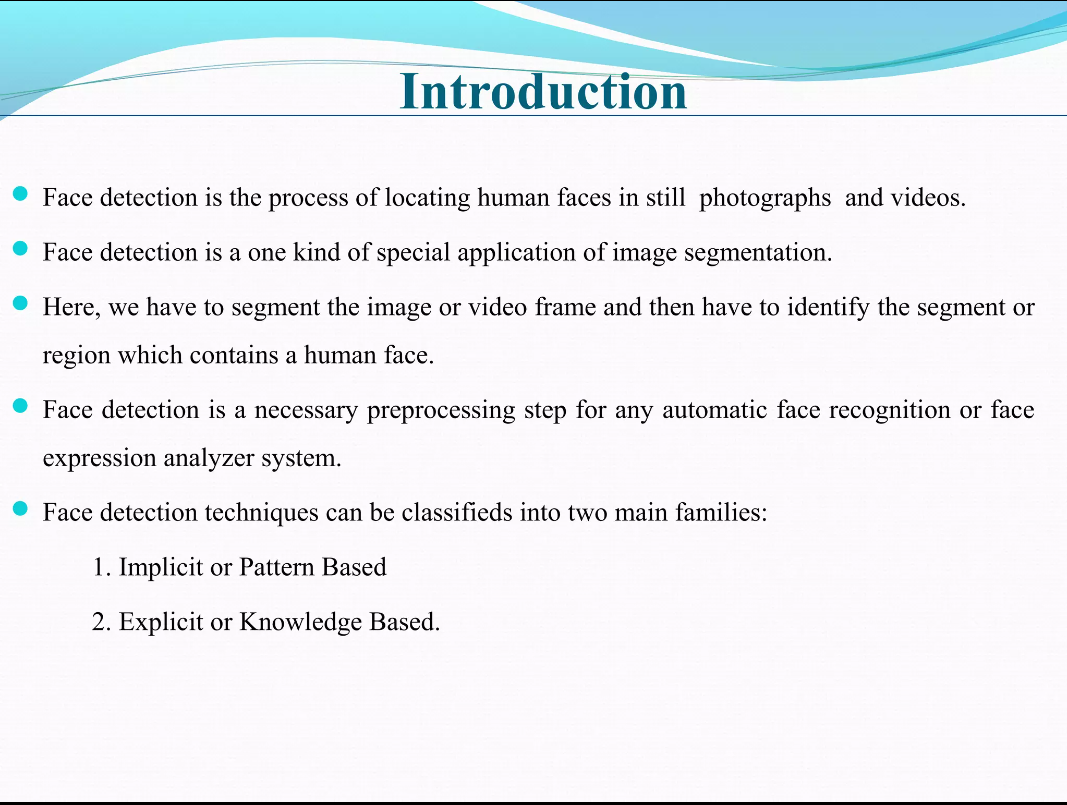 Introduction
Face detection is the process of locating human faces in still photographs and videos.
Face detection is a one kind of special application of image segmentation.
Here, we have to segment the image or video frame and then have to identify the segment or
region which contains a human face.
Face detection is a necessary preprocessing step for any automatic face recognition or face
expression analyzer system.
Face detection techniques can be classifieds into two main families:
1. Implicit or Pattern Based
2. Explicit or Knowledge Based.